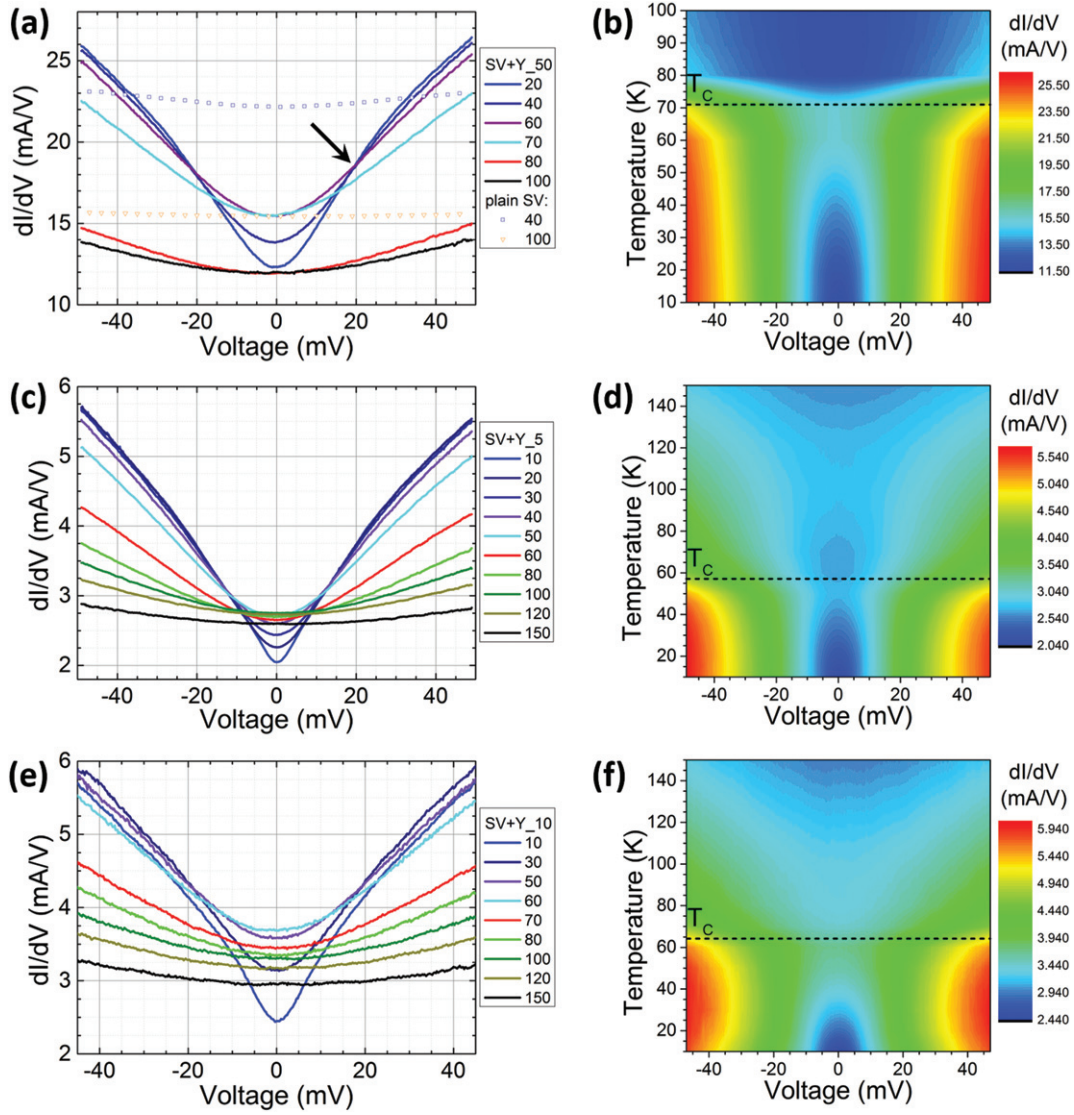 (a)
dI/dV (mA/V)
25
20
15
10
-40 -20 0 20 40
Voltage (mV)
SV+Y_50
20
40
60
70
80
100
plain SV:
40
100
(b)
Temperature (K)
100
90
80
70
60
50
40
30
20
10
T_C
-40 -20 0 20 40
Voltage (mV)
dI/dV
(mA/V)
26.50
25.50
23.50
21.50
19.50
17.50
15.50
13.50
11.50
(c)
dI/dV (mA/V)
6
5
4
3
2
-40 -20 0 20 40
Voltage (mV)
SV+Y_5
10
20
30
40
50
60
80
100
120
150
(d)
Temperature (K)
140
120
100
80
60
40
20
T_C
-40 -20 0 20 40
Voltage (mV)
dI/dV
(mA/V)
5.540
5.040
4.540
4.040
3.540
3.040
2.540
2.040
(e)
dI/dV (mA/V)
6
5
4
3
2
-40 -20 0 20 40
Voltage (mV)
SV+Y_10
10
30
50
60
70
80
100
120
150
(f)
Temperature (K)
140
120
100
80
60
40
20
T_C
-40 -20 0 20 40
Voltage (mV)
dI/dV
(mA/V)
5.940
5.440
4.940
4.440
3.940
3.440
2.940
2.440